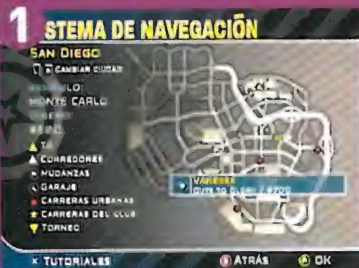 1 STEMA DE NAVEGACIÓN
SAN DIEGO
CAMBIAR CIUDAD
MONTE CARLO
TÚ
CORREDORES
MUDANZAS
GARAJE
CARRERAS URBANAS
CARRERAS DEL CLUB
TORNEO
× TUTORIALES
B ATRÁS
A OK